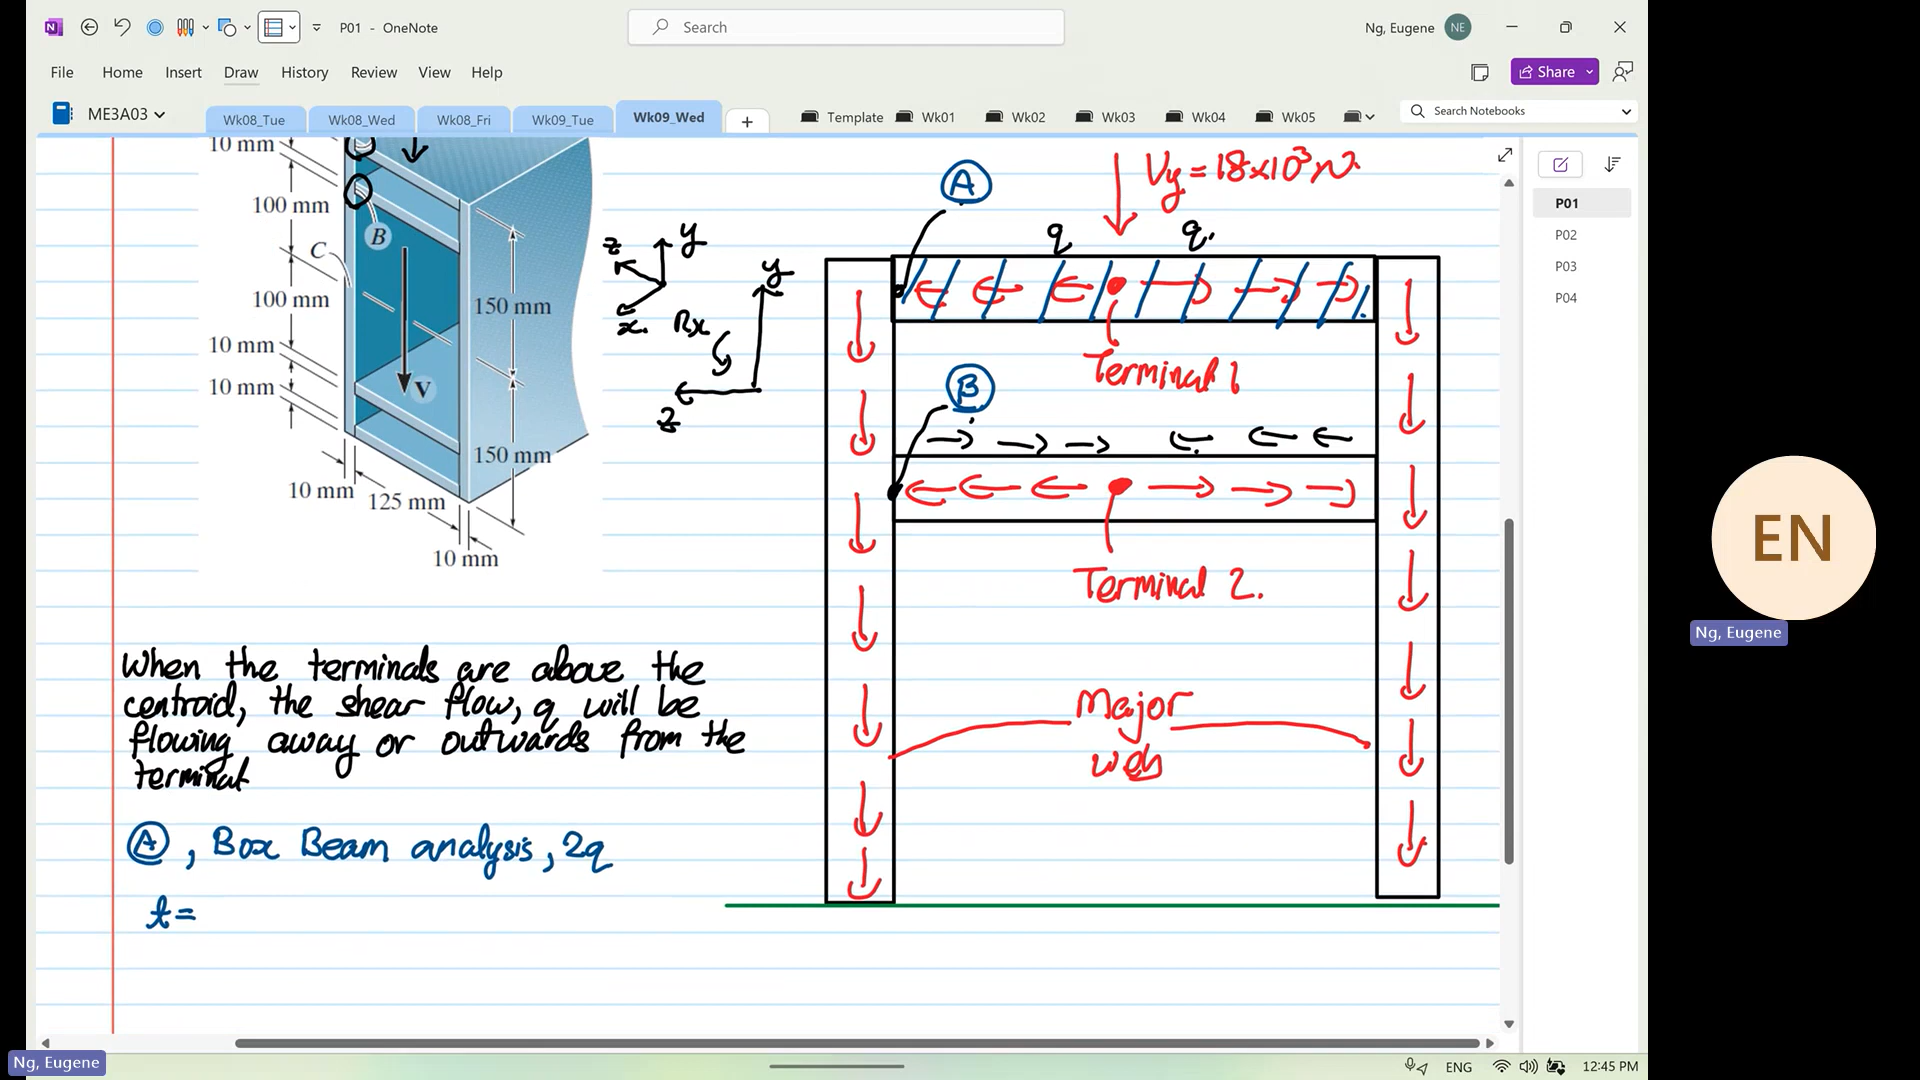 P01 - OneNote
Search
Ng, Eugene
NE
File Home Insert Draw History Review View Help
Share
ME3A03
Wk08_Tue Wk08_Wed Wk08_Fri Wk09_Tue Wk09_Wed
Template Wk01 Wk02 Wk03 Wk04 Wk05
Search Notebooks
P01
P02
P03
P04
10 mm
100 mm
B
C
100 mm
150 mm
10 mm
10 mm
V
150 mm
10 mm
125 mm
10 mm
z y
x.
y
z
A
Vy = 18x10³ N.
q q.
Terminal 1
B
Terminal 2.
Major
web
When the terminals are above the
centroid, the shear flow, q will be
flowing away or outwards from the
terminal
A, Box Beam analysis, 2q
t =
EN
Ng, Eugene
Ng, Eugene
ENG
12:45 PM